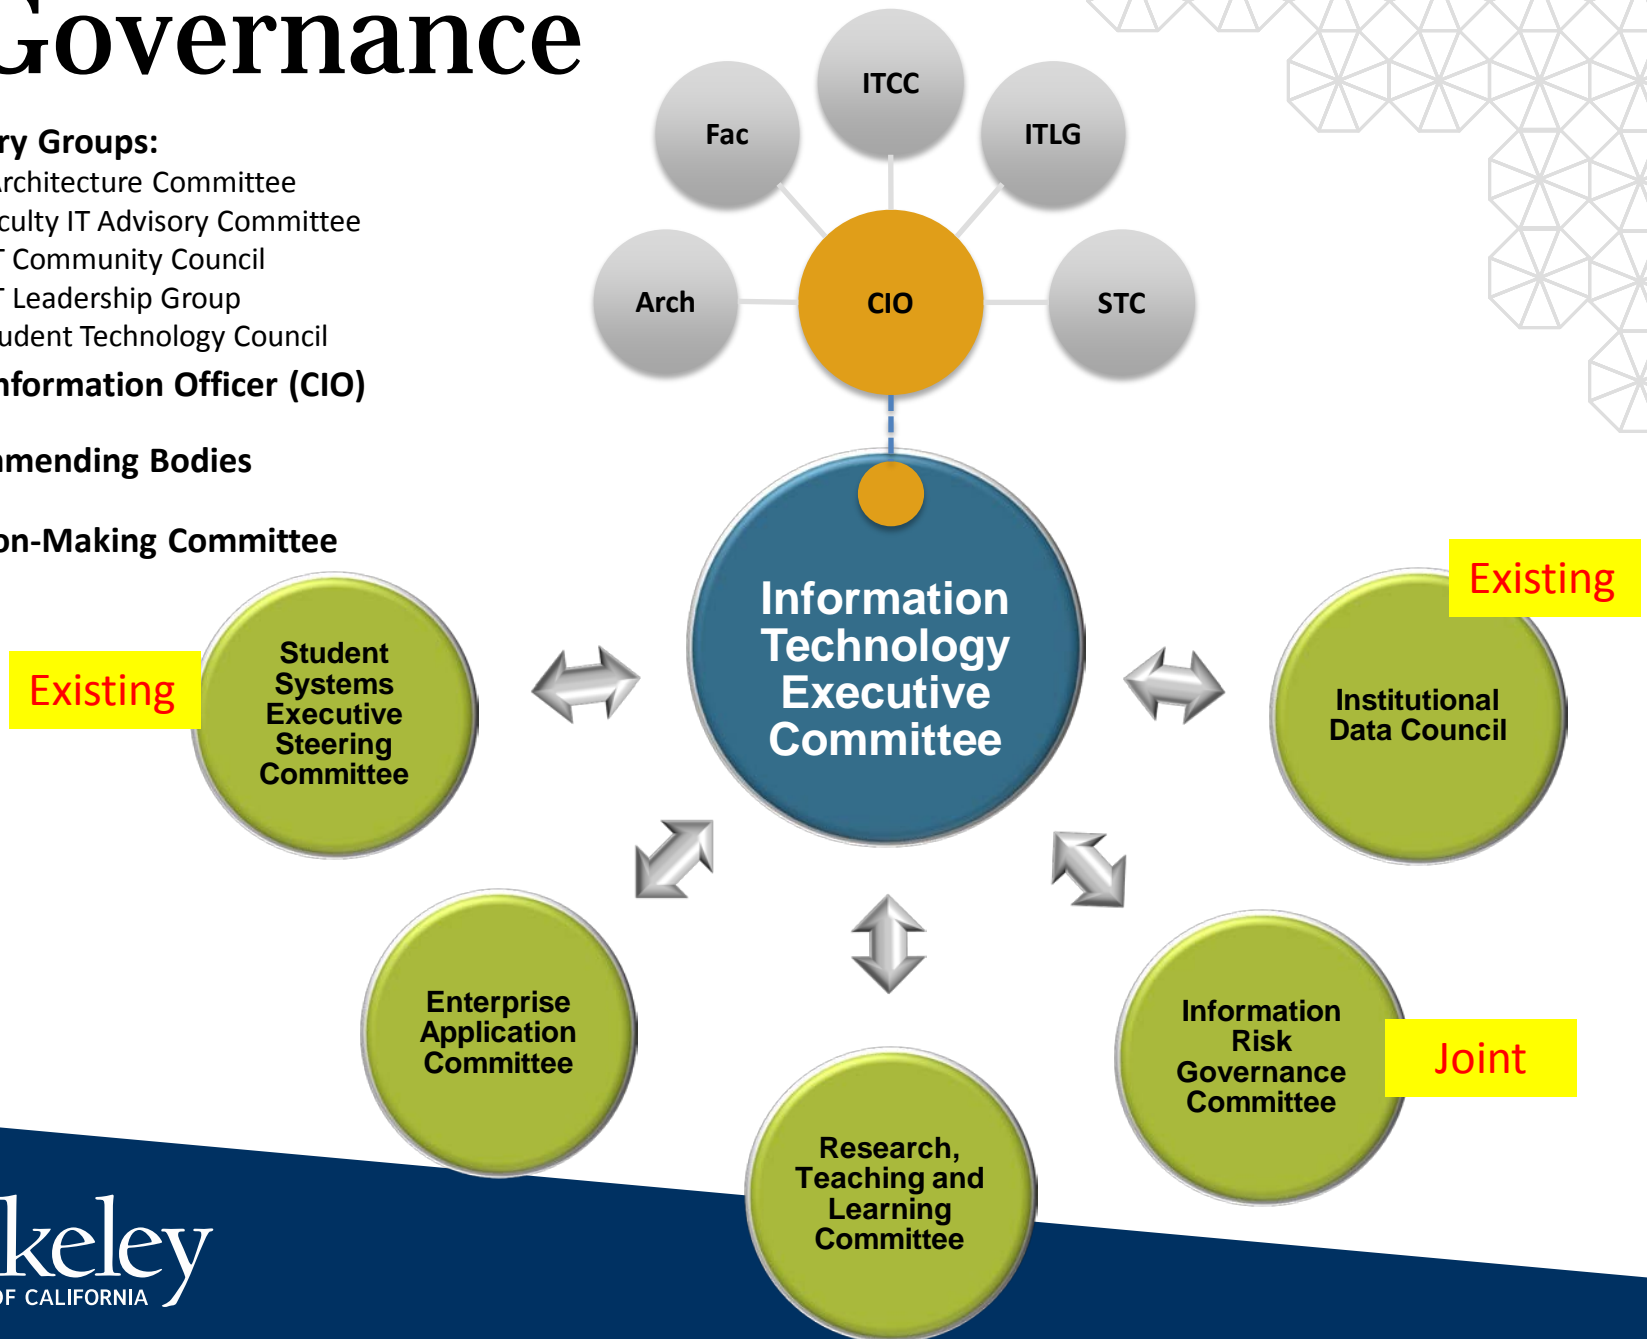 Governance
ry Groups:
Architecture Committee
culty IT Advisory Committee
T Community Council
T Leadership Group
udent Technology Council
nformation Officer (CIO)
mmending Bodies
on-Making Committee
ITCC
Fac
ITLG
Arch
CIO
STC
Information
Technology
Executive
Committee
Existing
Student
Systems
Executive
Steering
Committee
Existing
Institutional
Data Council
Enterprise
Application
Committee
Information
Risk
Governance
Committee
Joint
Research,
Teaching and
Learning
Committee
keley
OF CALIFORNIA